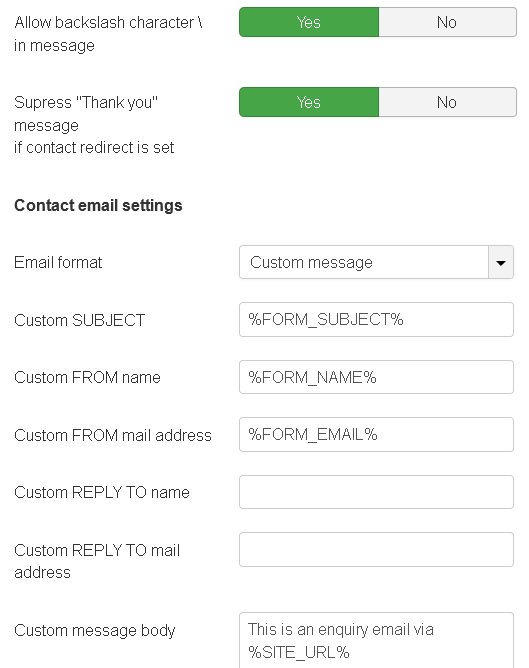 Allow backslash character \
in message
Yes
No
Supress "Thank you"
message
if contact redirect is set
Yes
No
Contact email settings
Email format
Custom message
Custom SUBJECT
%FORM_SUBJECT%
Custom FROM name
%FORM_NAME%
Custom FROM mail address
%FORM_EMAIL%
Custom REPLY TO name
Custom REPLY TO mail
address
Custom message body
This is an enquiry email via
%SITE_URL%